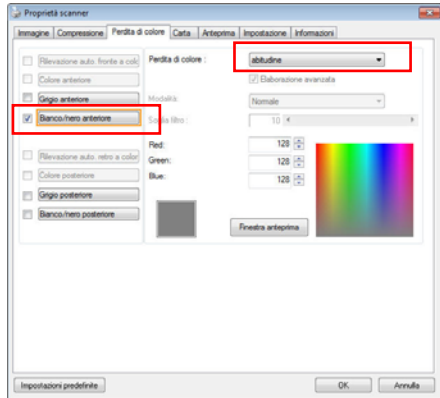 Proprietà scanner
Immagine Compressione Perdita di colore Carta Anteprima Impostazione Informazioni
Rilevazione auto. fronte a colo
Colore anteriore
Grigio anteriore
Bianco/nero anteriore
Rilevazione auto. retro a color
Colore posteriore
Grigio posteriore
Bianco/nero posteriore
Perdita di colore :
abitudine
Elaborazione avanzata
Modalità:
Normale
Soglia filtro :
10
Red:
128
Green:
128
Blue:
128
Finestra anteprima
Impostazioni predefinite
OK
Annulla